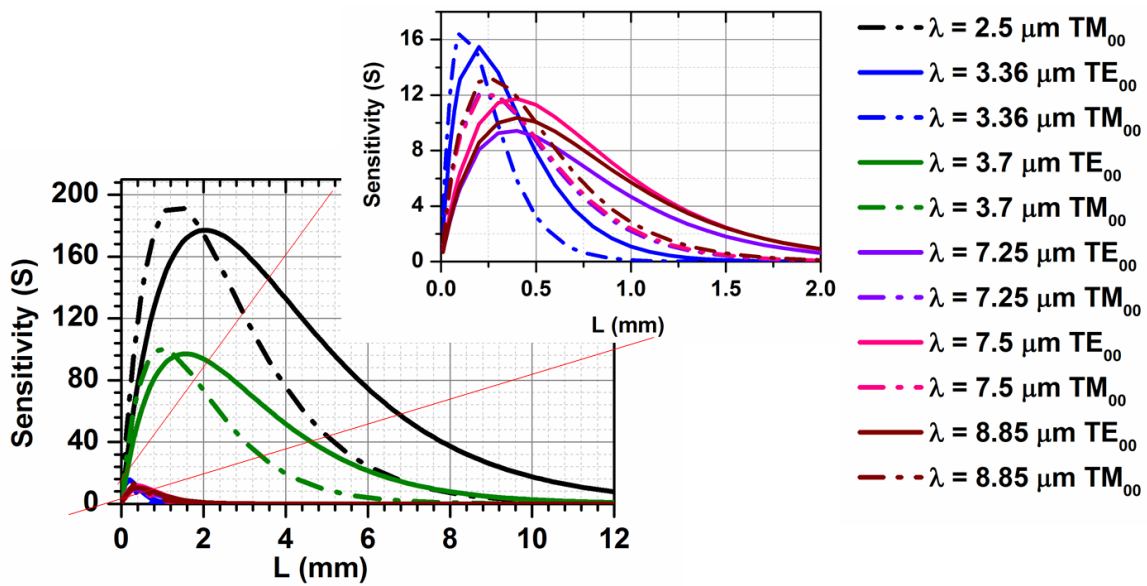 16
12
8
4
0
Sensitivity (S)
0.0 0.5 1.0 1.5 2.0
L (mm)
200
160
120
80
40
0
Sensitivity (S)
0 2 4 6 8 10 12
L (mm)
λ = 2.5 μm TM₀₀
λ = 3.36 μm TE₀₀
λ = 3.36 μm TM₀₀
λ = 3.7 μm TE₀₀
λ = 3.7 μm TM₀₀
λ = 7.25 μm TE₀₀
λ = 7.25 μm TM₀₀
λ = 7.5 μm TE₀₀
λ = 7.5 μm TM₀₀
λ = 8.85 μm TE₀₀
λ = 8.85 μm TM₀₀